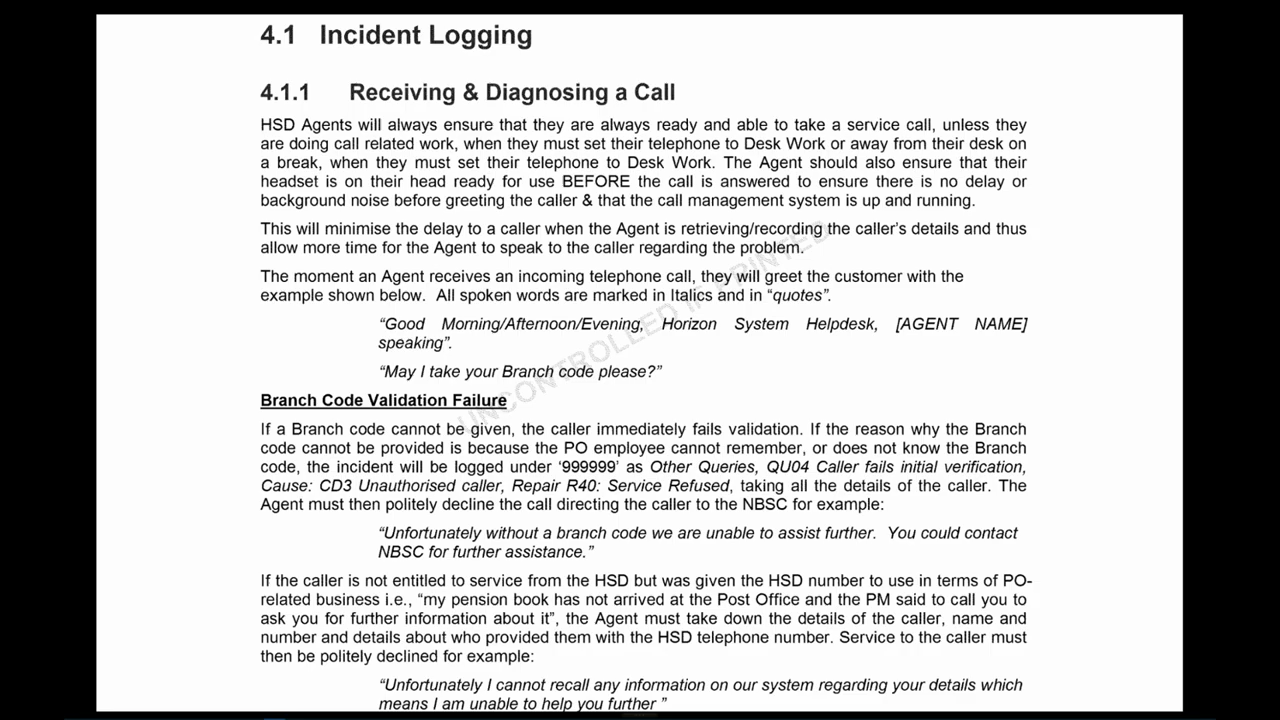 4.1 Incident Logging
4.1.1 Receiving & Diagnosing a Call
HSD Agents will always ensure that they are always ready and able to take a service call, unless they
are doing call related work, when they must set their telephone to Desk Work or away from their desk on
a break, when they must set their telephone to Desk Work. The Agent should also ensure that their
headset is on their head ready for use BEFORE the call is answered to ensure there is no delay or
background noise before greeting the caller & that the call management system is up and running.
This will minimise the delay to a caller when the Agent is retrieving/recording the caller's details and thus
allow more time for the Agent to speak to the caller regarding the problem.
The moment an Agent receives an incoming telephone call, they will greet the customer with the
example shown below. All spoken words are marked in Italics and in “quotes”.
“Good Morning/Afternoon/Evening, Horizon System Helpdesk, [AGENT NAME]
speaking”.
“May I take your Branch code please?”
Branch Code Validation Failure
If a Branch code cannot be given, the caller immediately fails validation. If the reason why the Branch
code cannot be provided is because the PO employee cannot remember, or does not know the Branch
code, the incident will be logged under ‘999999’ as Other Queries, QU04 Caller fails initial verification,
Cause: CD3 Unauthorised caller, Repair R40: Service Refused, taking all the details of the caller. The
Agent must then politely decline the call directing the caller to the NBSC for example:
“Unfortunately without a branch code we are unable to assist further. You could contact
NBSC for further assistance.”
If the caller is not entitled to service from the HSD but was given the HSD number to use in terms of PO-
related business i.e., “my pension book has not arrived at the Post Office and the PM said to call you to
ask you for further information about it”, the Agent must take down the details of the caller, name and
number and details about who provided them with the HSD telephone number. Service to the caller must
then be politely declined for example:
“Unfortunately I cannot recall any information on our system regarding your details which
means I am unable to help you further ”
UNCONTROLLED IF PRINTED